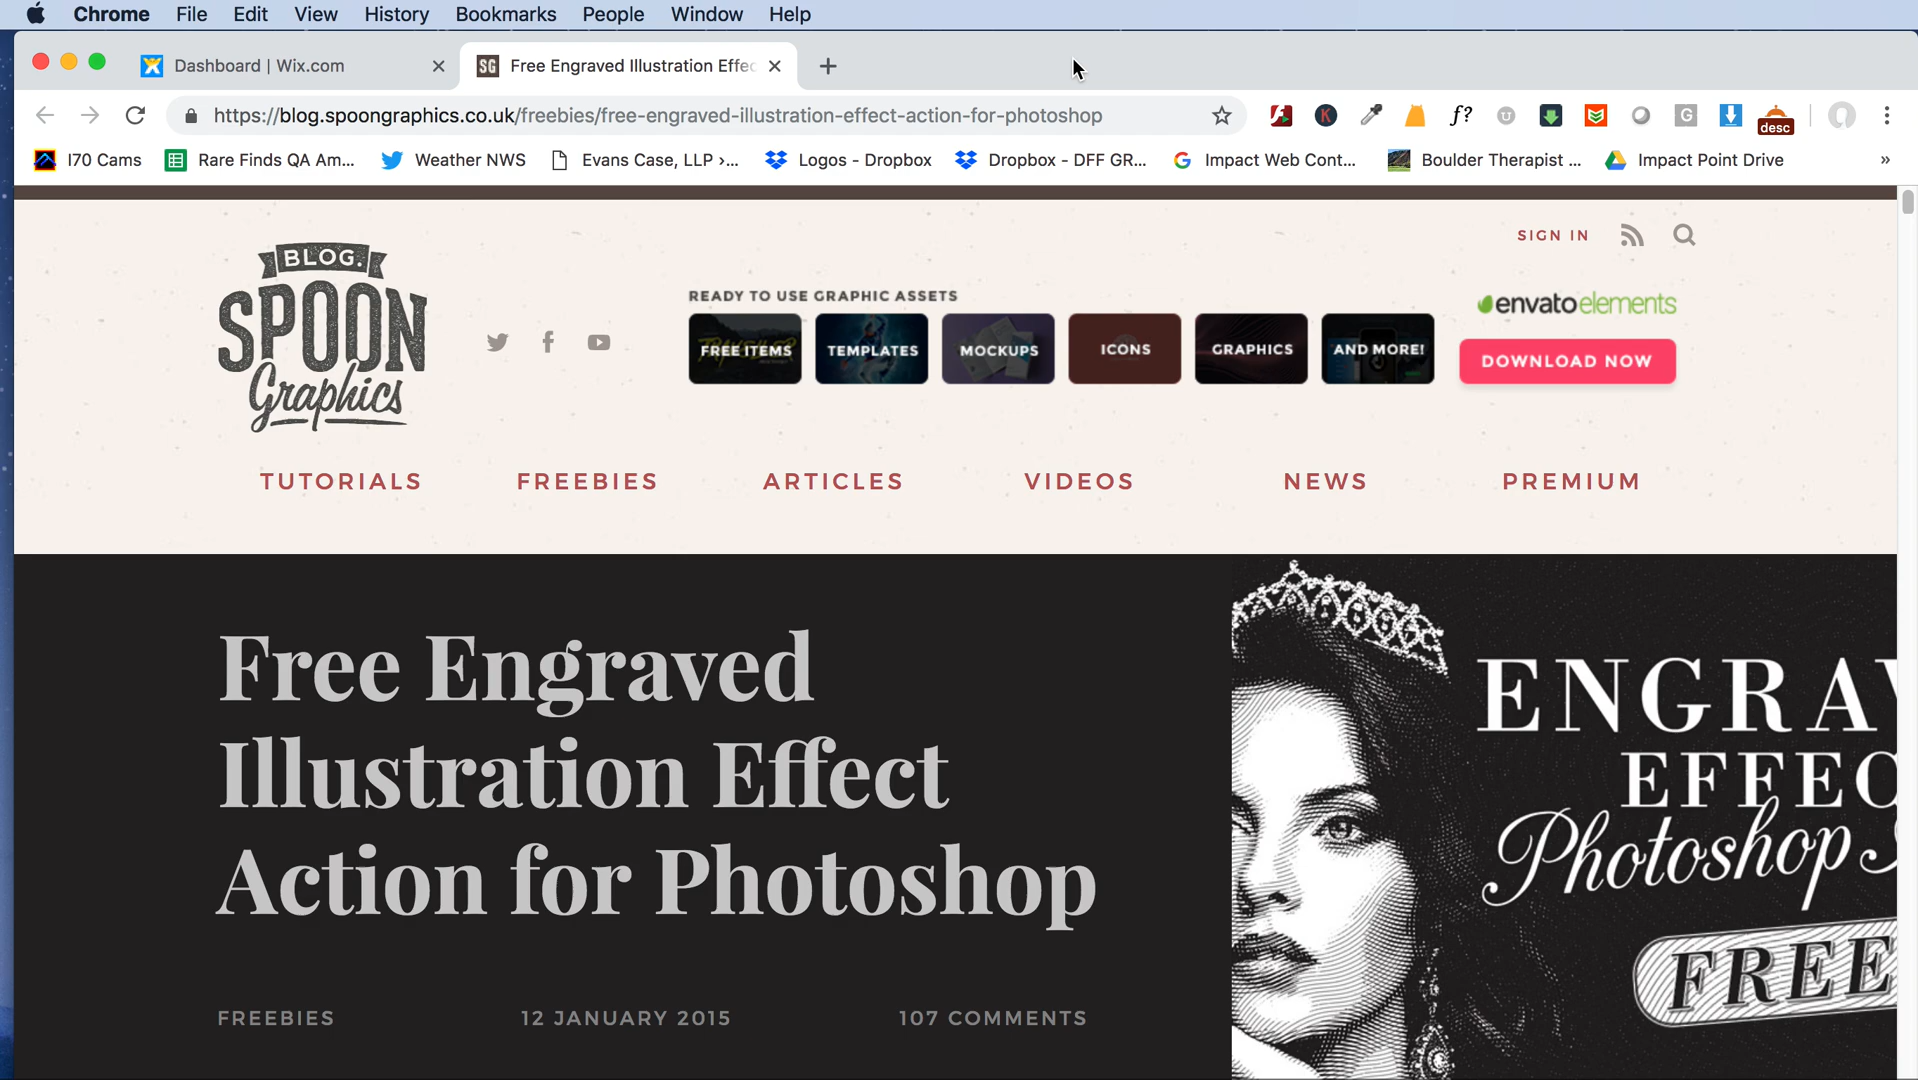 Chrome File Edit View History Bookmarks People Window Help
Dashboard | Wix.com
SG Free Engraved Illustration Effec
https://blog.spoongraphics.co.uk/freebies/free-engraved-illustration-effect-action-for-photoshop
K f? U G desc
I70 Cams Rare Finds QA Am... Weather NWS Evans Case, LLP ›... Logos - Dropbox Dropbox - DFF GR... Impact Web Cont... Boulder Therapist ... Impact Point Drive »
SIGN IN
BLOG.
SPOON
Graphics
READY TO USE GRAPHIC ASSETS
FREE ITEMS TEMPLATES MOCKUPS ICONS GRAPHICS AND MORE!
envatoelements
DOWNLOAD NOW
TUTORIALS FREEBIES ARTICLES VIDEOS NEWS PREMIUM
Free Engraved
Illustration Effect
Action for Photoshop
FREEBIES 12 JANUARY 2015 107 COMMENTS
ENGRAV
EFFEC
Photoshop
FREE